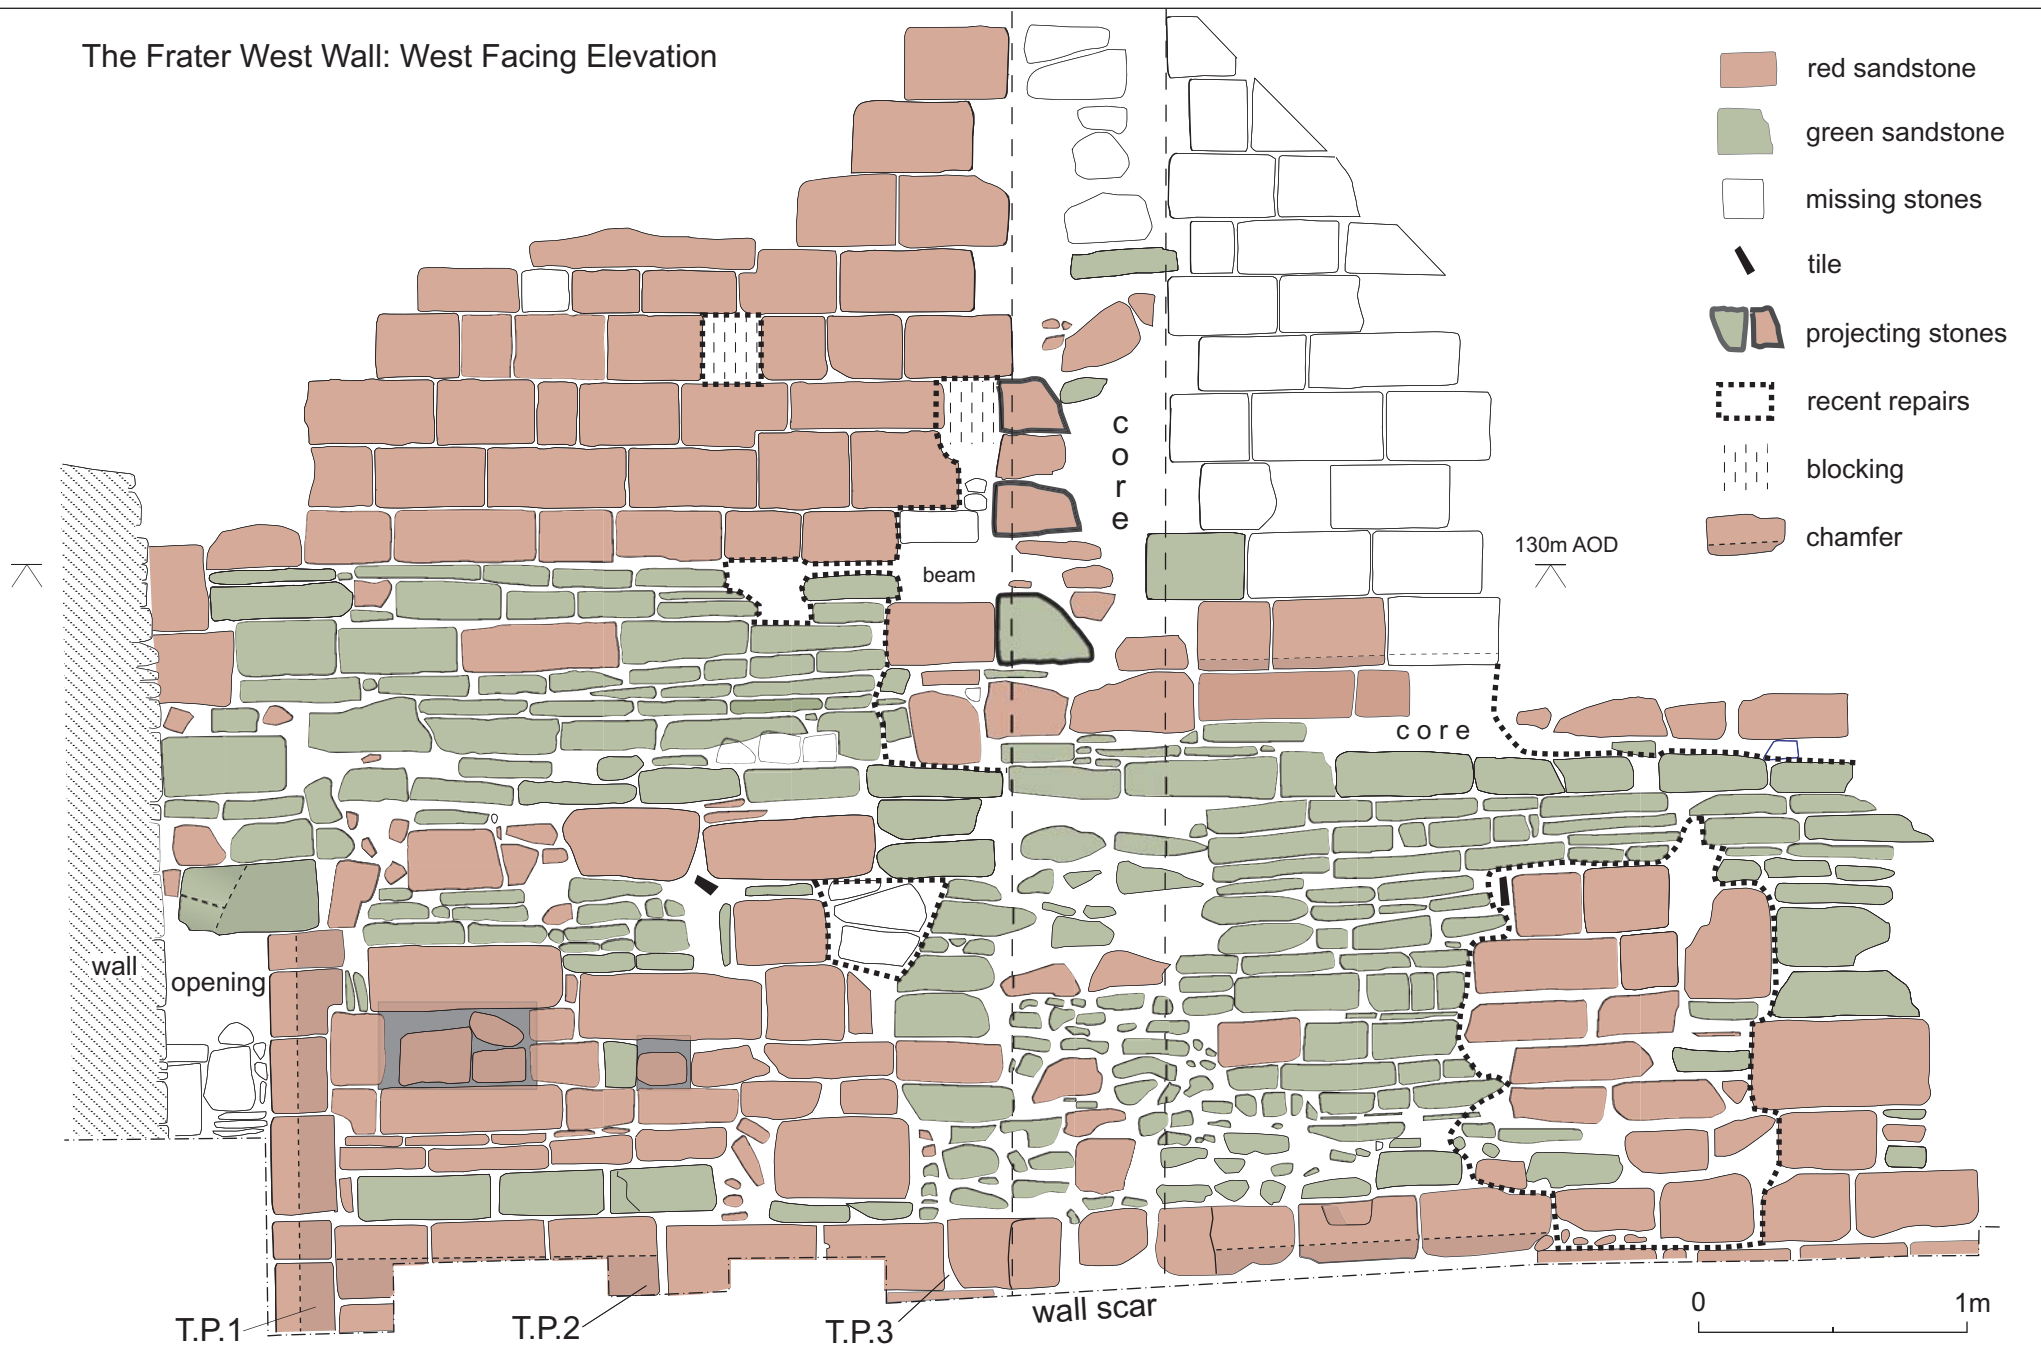 The Frater West Wall: West Facing Elevation
red sandstone
green sandstone
missing stones
tile
projecting stones
recent repairs
blocking
chamfer
core
130m AOD
beam
core
wall
opening
T.P.1
T.P.2
T.P.3
wall scar
0 1m